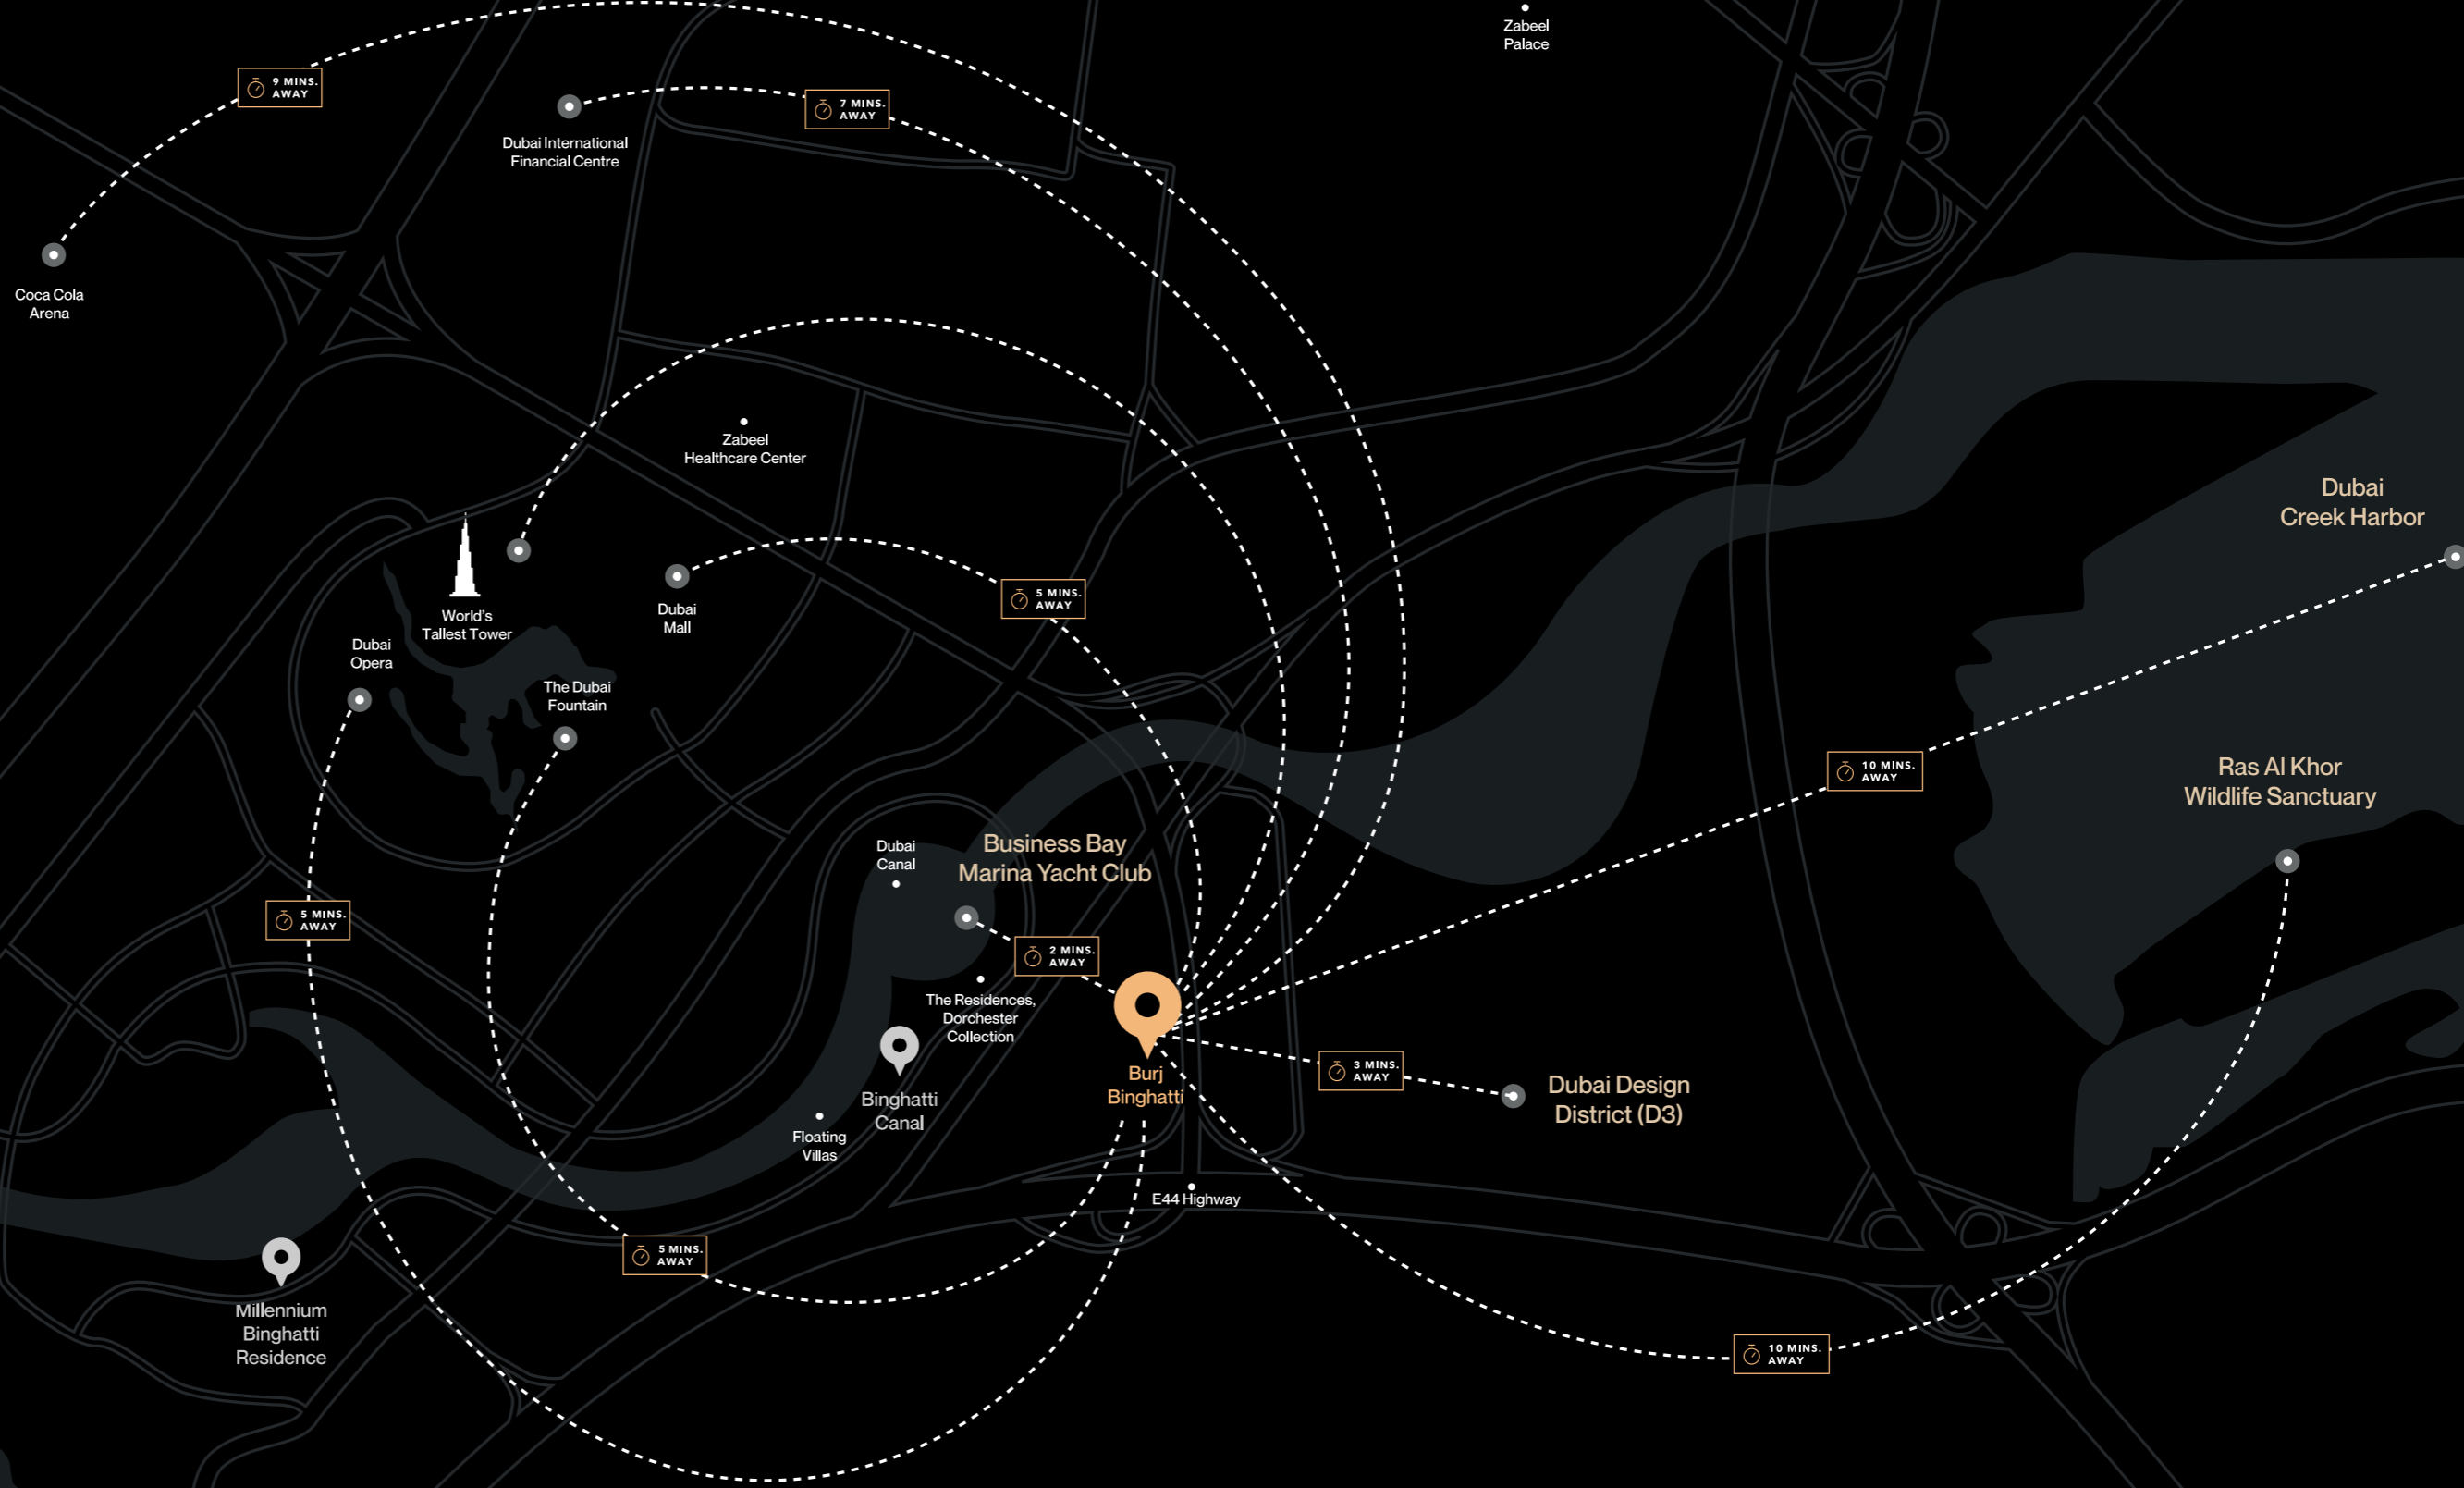 Zabeel
Palace
9 MINS.
AWAY
7 MINS.
AWAY
Dubai International
Financial Centre
Coca Cola
Arena
Zabeel
Healthcare Center
Dubai
Creek Harbor
5 MINS.
AWAY
World's
Tallest Tower
Dubai
Mall
Dubai
Opera
The Dubai
Fountain
10 MINS.
AWAY
Ras Al Khor
Wildlife Sanctuary
Dubai
Canal
Business Bay
Marina Yacht Club
5 MINS.
AWAY
2 MINS.
AWAY
The Residences,
Dorchester
Collection
Burj
Binghatti
3 MINS.
AWAY
Dubai Design
District (D3)
Binghatti
Canal
Floating
Villas
E44 Highway
5 MINS.
AWAY
Millennium
Binghatti
Residence
10 MINS.
AWAY